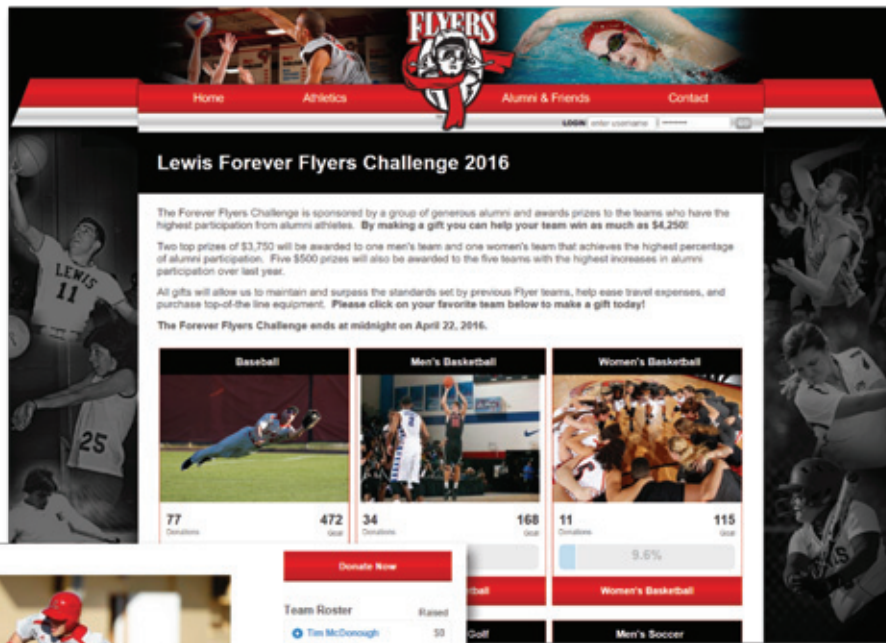 FLYERS
Home Athletics Alumni & Friends Contact
LOGIN enter username ******** GO
Lewis Forever Flyers Challenge 2016
The Forever Flyers Challenge is sponsored by a group of generous alumni and awards prizes to the teams who have the
highest participation from alumni athletes. By making a gift you can help your team win as much as $4,250!
Two top prizes of $3,750 will be awarded to one men's team and one women's team that achieves the highest percentage
of alumni participation. Five $500 prizes will also be awarded to the five teams with the highest increases in alumni
participation over last year.
All gifts will allow us to maintain and surpass the standards set by previous Flyer teams, help ease travel expenses, and
purchase top-of-the line equipment. Please click on your favorite team below to make a gift today!
The Forever Flyers Challenge ends at midnight on April 22, 2016.
LEWIS
11
25
Baseball Men's Basketball Women's Basketball
77 472 34 168 11 115
Donations Goal Donations Goal Donations Goal
9.6%
Women's Basketball
Golf Men's Soccer
Donate Now
Team Roster Raised
Tim McDonough $0